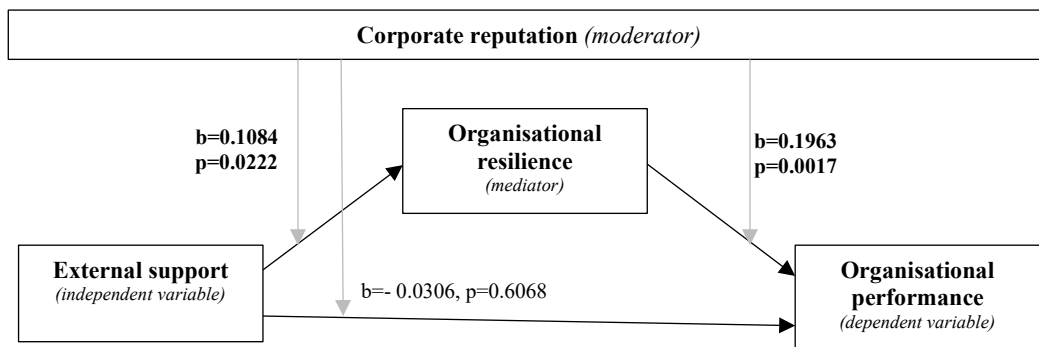 Corporate reputation (moderator)
b=0.1084
p=0.0222
Organisational
resilience
(mediator)
b=0.1963
p=0.0017
External support
(independent variable)
b=- 0.0306, p=0.6068
Organisational
performance
(dependent variable)